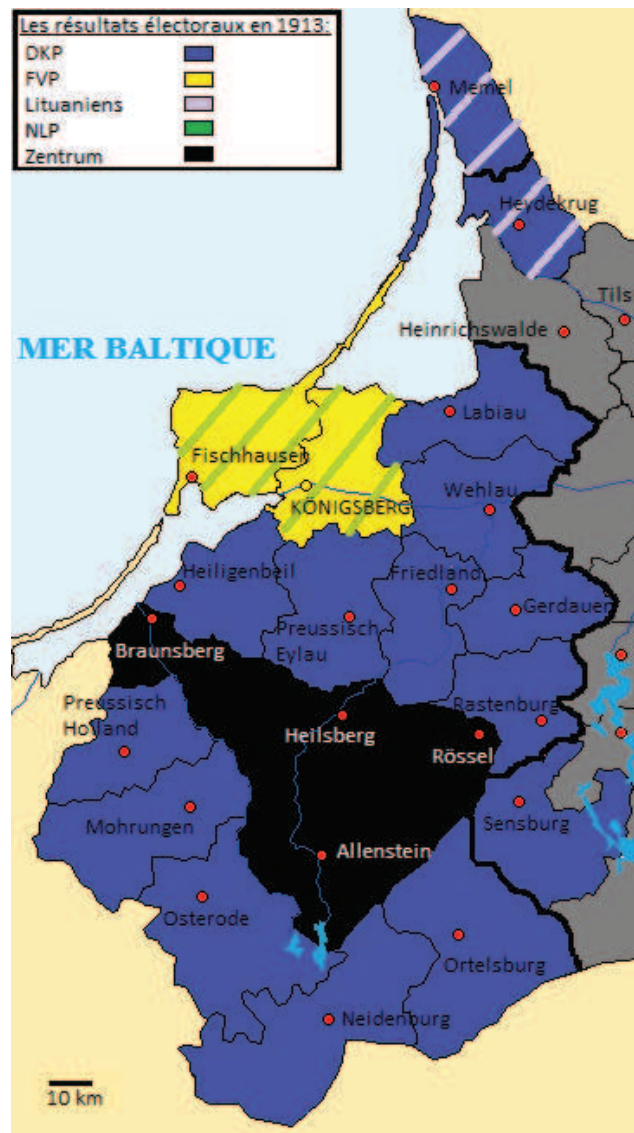 Les résultats électoraux en 1913:
DKP
FVP
Lituaniens
NLP
Zentrum
Memel
Heydekrug
Tils
Heinrichswalde
MER BALTIQUE
Labiau
Fischhausen
Wehlau
KÖNIGSBERG
Heiligenbeil
Friedland
Gerdauen
Preussisch
Eylau
Braunsberg
Preussisch
Holland
Rastenburg
Heilsberg
Rössel
Mohrungen
Sensburg
Allenstein
Osterode
Ortelsburg
Neidenburg
10 km